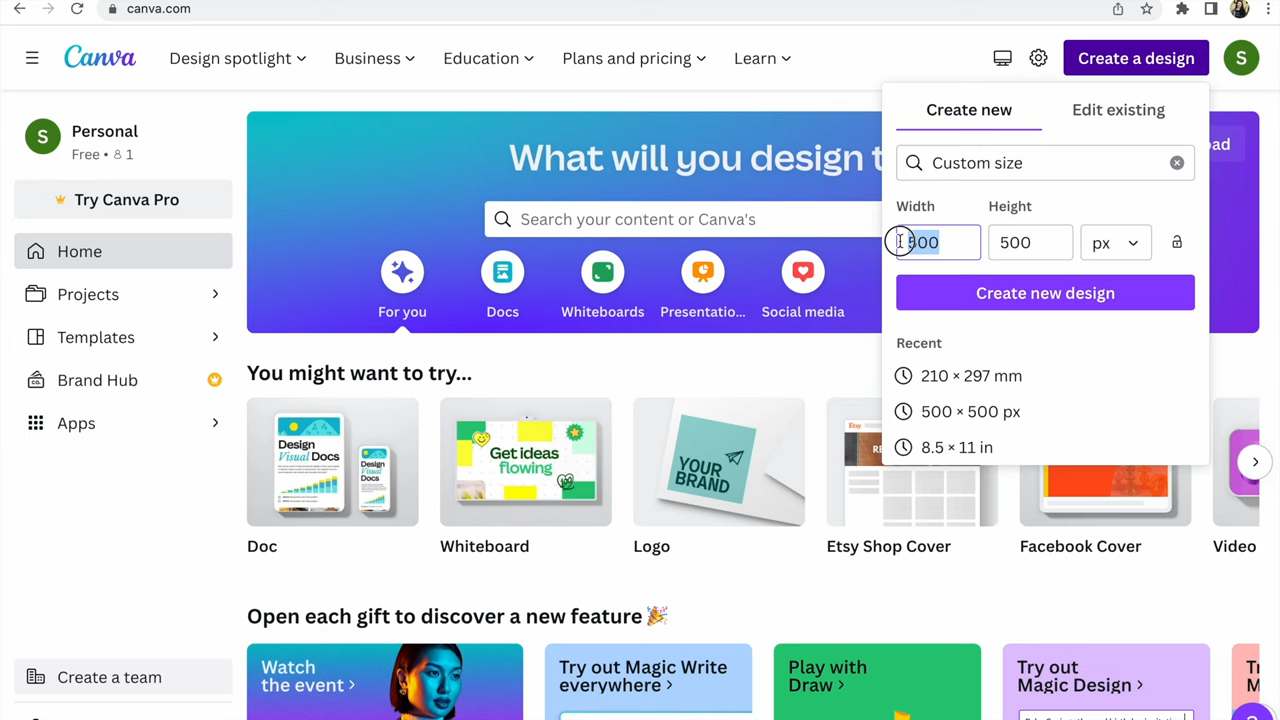 canva.com
Canva
Design spotlight
Business
Education
Plans and pricing
Learn
Create a design
S
S
Personal
Free • 1
Try Canva Pro
Home
Projects
Templates
Brand Hub
Apps
Create a team
What will you design t
Search your content or Canva's
For you
Docs
Whiteboards
Presentatio...
Social media
Create new
Edit existing
Custom size
Width
Height
500
500
px
Create new design
Recent
210 × 297 mm
500 × 500 px
8.5 × 11 in
You might want to try...
Design
Visual Docs
Design
Visual
Docs
Get ideas
flowing
YOUR
BRAND
Etsy
Doc
Whiteboard
Logo
Etsy Shop Cover
Facebook Cover
Video
Open each gift to discover a new feature
Watch
the event
Try out Magic Write
everywhere
Play with
Draw
Try out
Magic Design